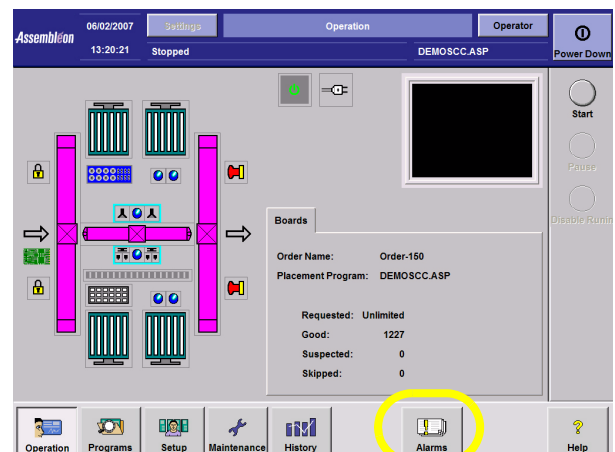 Assembléon
06/02/2007
Settings
Operation
Operator
13:20:21
Stopped
DEMOSCC.ASP
Power Down
Start
Pause
Disable Runin
Boards
Order Name: Order-150
Placement Program: DEMOSCC.ASP
Requested: Unlimited
Good: 1227
Suspected: 0
Skipped: 0
Operation
Programs
Setup
Maintenance
History
Alarms
Help